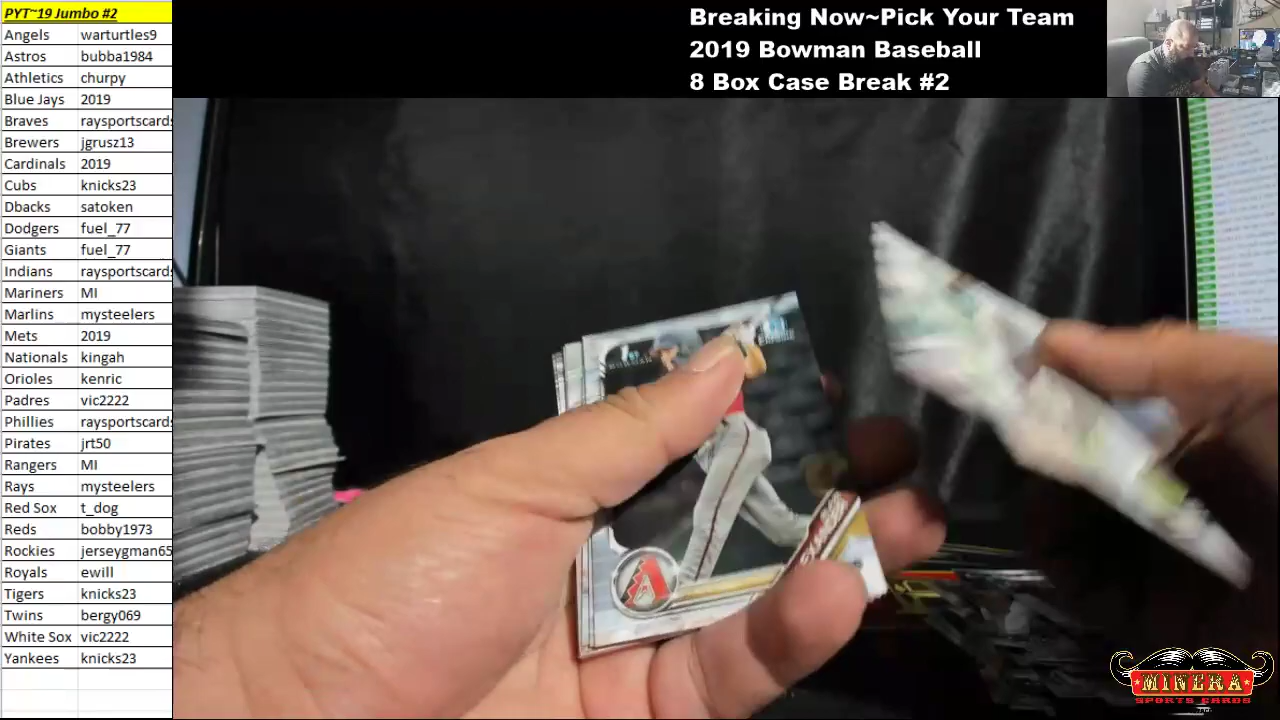 PYT~19 Jumbo #2
Angels warturtles9
Astros bubba1984
Athletics churpy
Blue Jays 2019
Braves raysportscards
Brewers jgrusz13
Cardinals 2019
Cubs knicks23
Dbacks satoken
Dodgers fuel_77
Giants fuel_77
Indians raysportscards
Mariners MI
Marlins mysteelers
Mets 2019
Nationals kingah
Orioles kenric
Padres vic2222
Phillies raysportscards
Pirates jrt50
Rangers MI
Rays mysteelers
Red Sox t_dog
Reds bobby1973
Rockies jerseygman65
Royals ewill
Tigers knicks23
Twins bergy069
White Sox vic2222
Yankees knicks23
Breaking Now~Pick Your Team
2019 Bowman Baseball
8 Box Case Break #2
MINERA
SPORTS CARDS